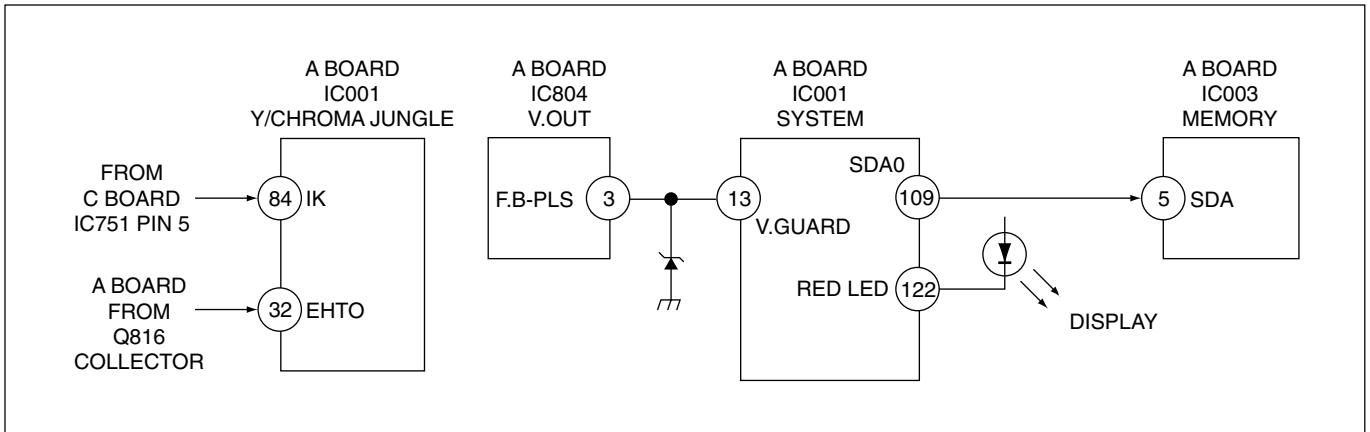 A BOARD
IC001
Y/CHROMA JUNGLE
FROM
C BOARD
IC751 PIN 5
84
IK
A BOARD
FROM
Q816
COLLECTOR
32
EHTO
A BOARD
IC804
V.OUT
F.B-PLS
3
A BOARD
IC001
SYSTEM
13
V.GUARD
SDA0
109
RED LED
122
DISPLAY
A BOARD
IC003
MEMORY
5
SDA